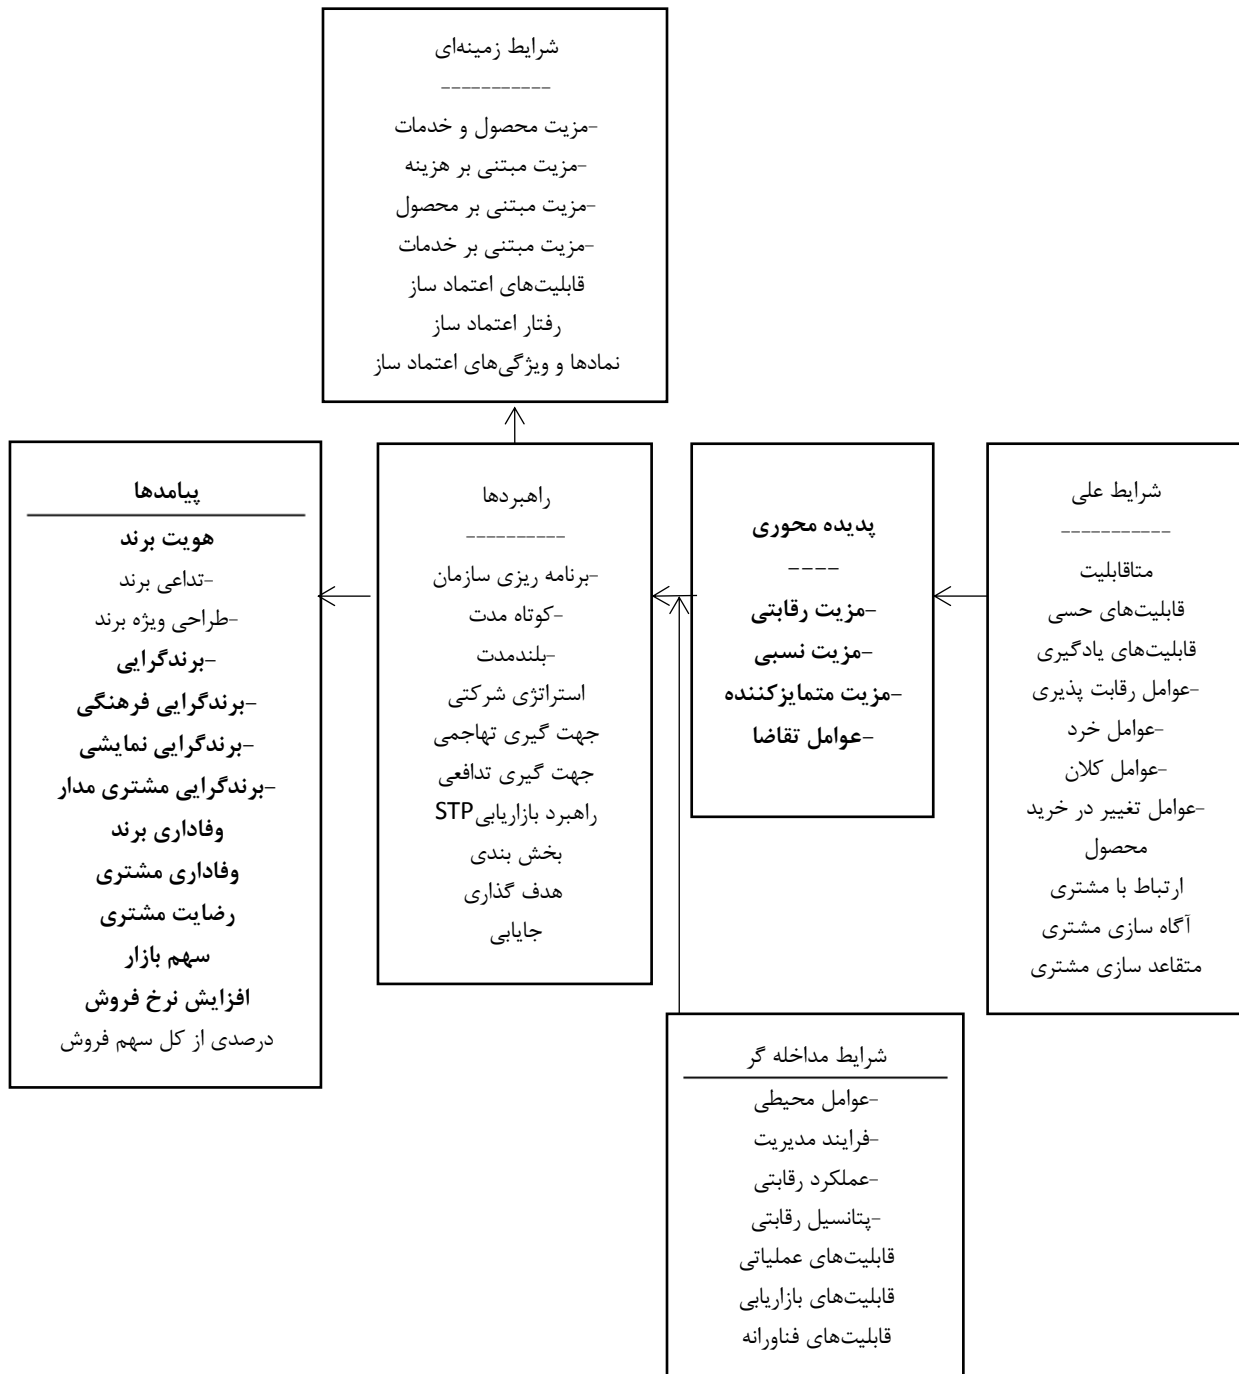 شرایط زمینه‌ای
-----------
-مزیت محصول و خدمات
-مزیت مبتنی بر هزینه
-مزیت مبتنی بر محصول
-مزیت مبتنی بر خدمات
قابلیت‌های اعتماد ساز
رفتار اعتماد ساز
نمادها و ویژگی‌های اعتماد ساز
شرایط علی
-----------
متاقابلیت
قابلیت‌های حسی
قابلیت‌های یادگیری
-عوامل رقابت پذیری
-عوامل خرد
-عوامل کلان
-عوامل تغییر در خرید
محصول
ارتباط با مشتری
آگاه سازی مشتری
متقاعد سازی مشتری
پدیده محوری
----
-مزیت رقابتی
-مزیت نسبی
-مزیت متمایزکننده
-عوامل تقاضا
راهبردها
----------
-برنامه ریزی سازمان
-کوتاه مدت
-بلندمدت
استراتژی شرکتی
جهت گیری تهاجمی
جهت گیری تدافعی
راهبرد بازاریابیSTP
بخش بندی
هدف گذاری
جایابی
پیامدها
هویت برند
-تداعی برند
-طراحی ویژه برند
-برندگرایی
-برندگرایی فرهنگی
-برندگرایی نمایشی
-برندگرایی مشتری مدار
وفاداری برند
وفاداری مشتری
رضایت مشتری
سهم بازار
افزایش نرخ فروش
درصدی از کل سهم فروش
شرایط مداخله گر
-عوامل محیطی
-فرایند مدیریت
-عملکرد رقابتی
-پتانسیل رقابتی
قابلیت‌های عملیاتی
قابلیت‌های بازاریابی
قابلیت‌های فناورانه